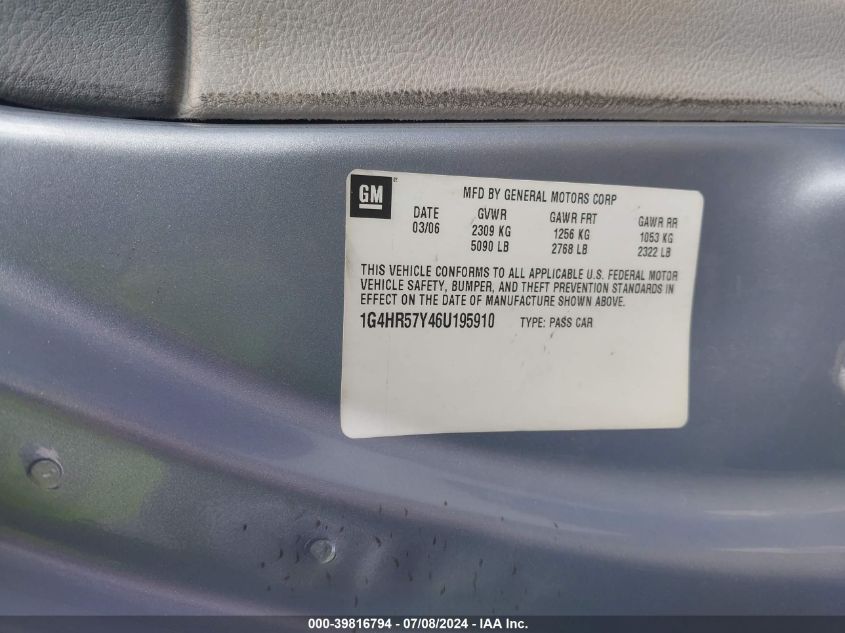 GM
MFD BY GENERAL MOTORS CORP
DATE GVWR GAWR FRT GAWR RR
03/06 2309 KG 1256 KG 1053 KG
5090 LB 2768 LB 2322 LB
THIS VEHICLE CONFORMS TO ALL APPLICABLE U.S. FEDERAL MOTOR
VEHICLE SAFETY, BUMPER, AND THEFT PREVENTION STANDARDS IN
EFFECT ON THE DATE OF MANUFACTURE SHOWN ABOVE.
1G4HR57Y46U195910 TYPE: PASS CAR
000-39816794 - 07/08/2024 - IAA Inc.